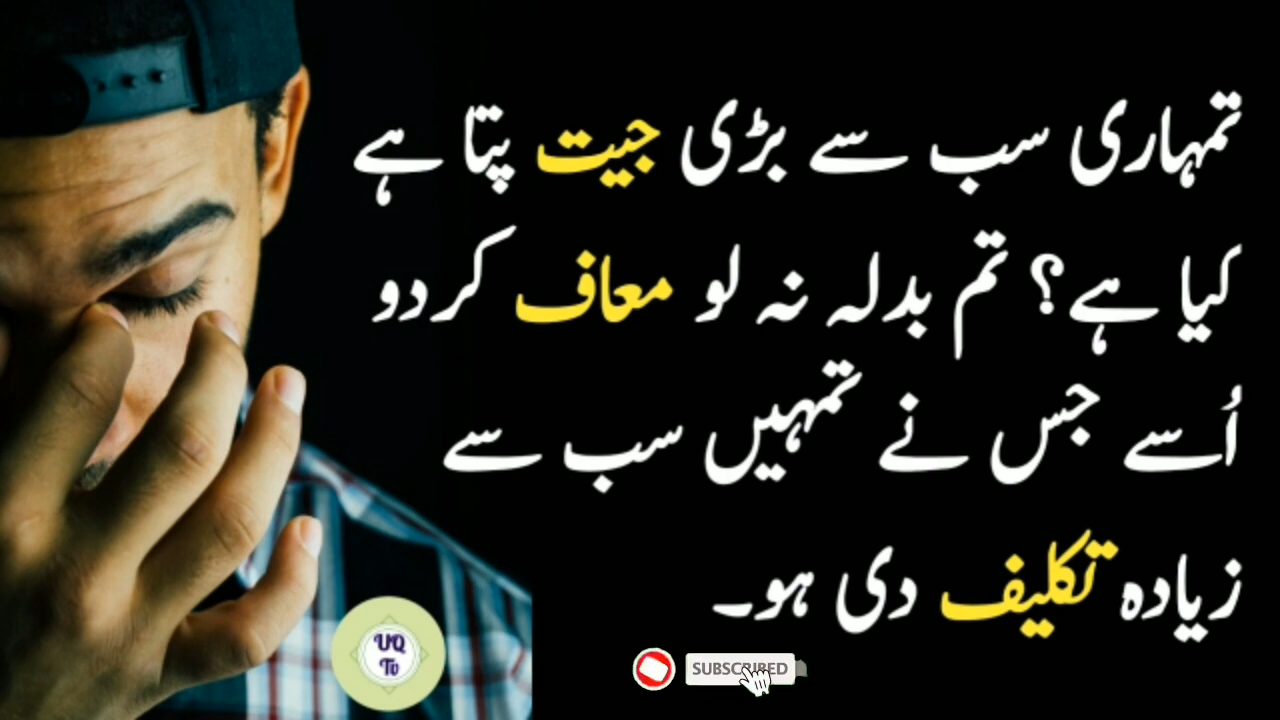 تمہاری سب سے بڑی جیت پتا ہے
کیا ہے؟ تم بدلہ نہ لو معاف کردو
اُسے جس نے تمہیں سب سے
زیادہ تکلیف دی ہو۔
UQ
Tv
SUBSCRIBED